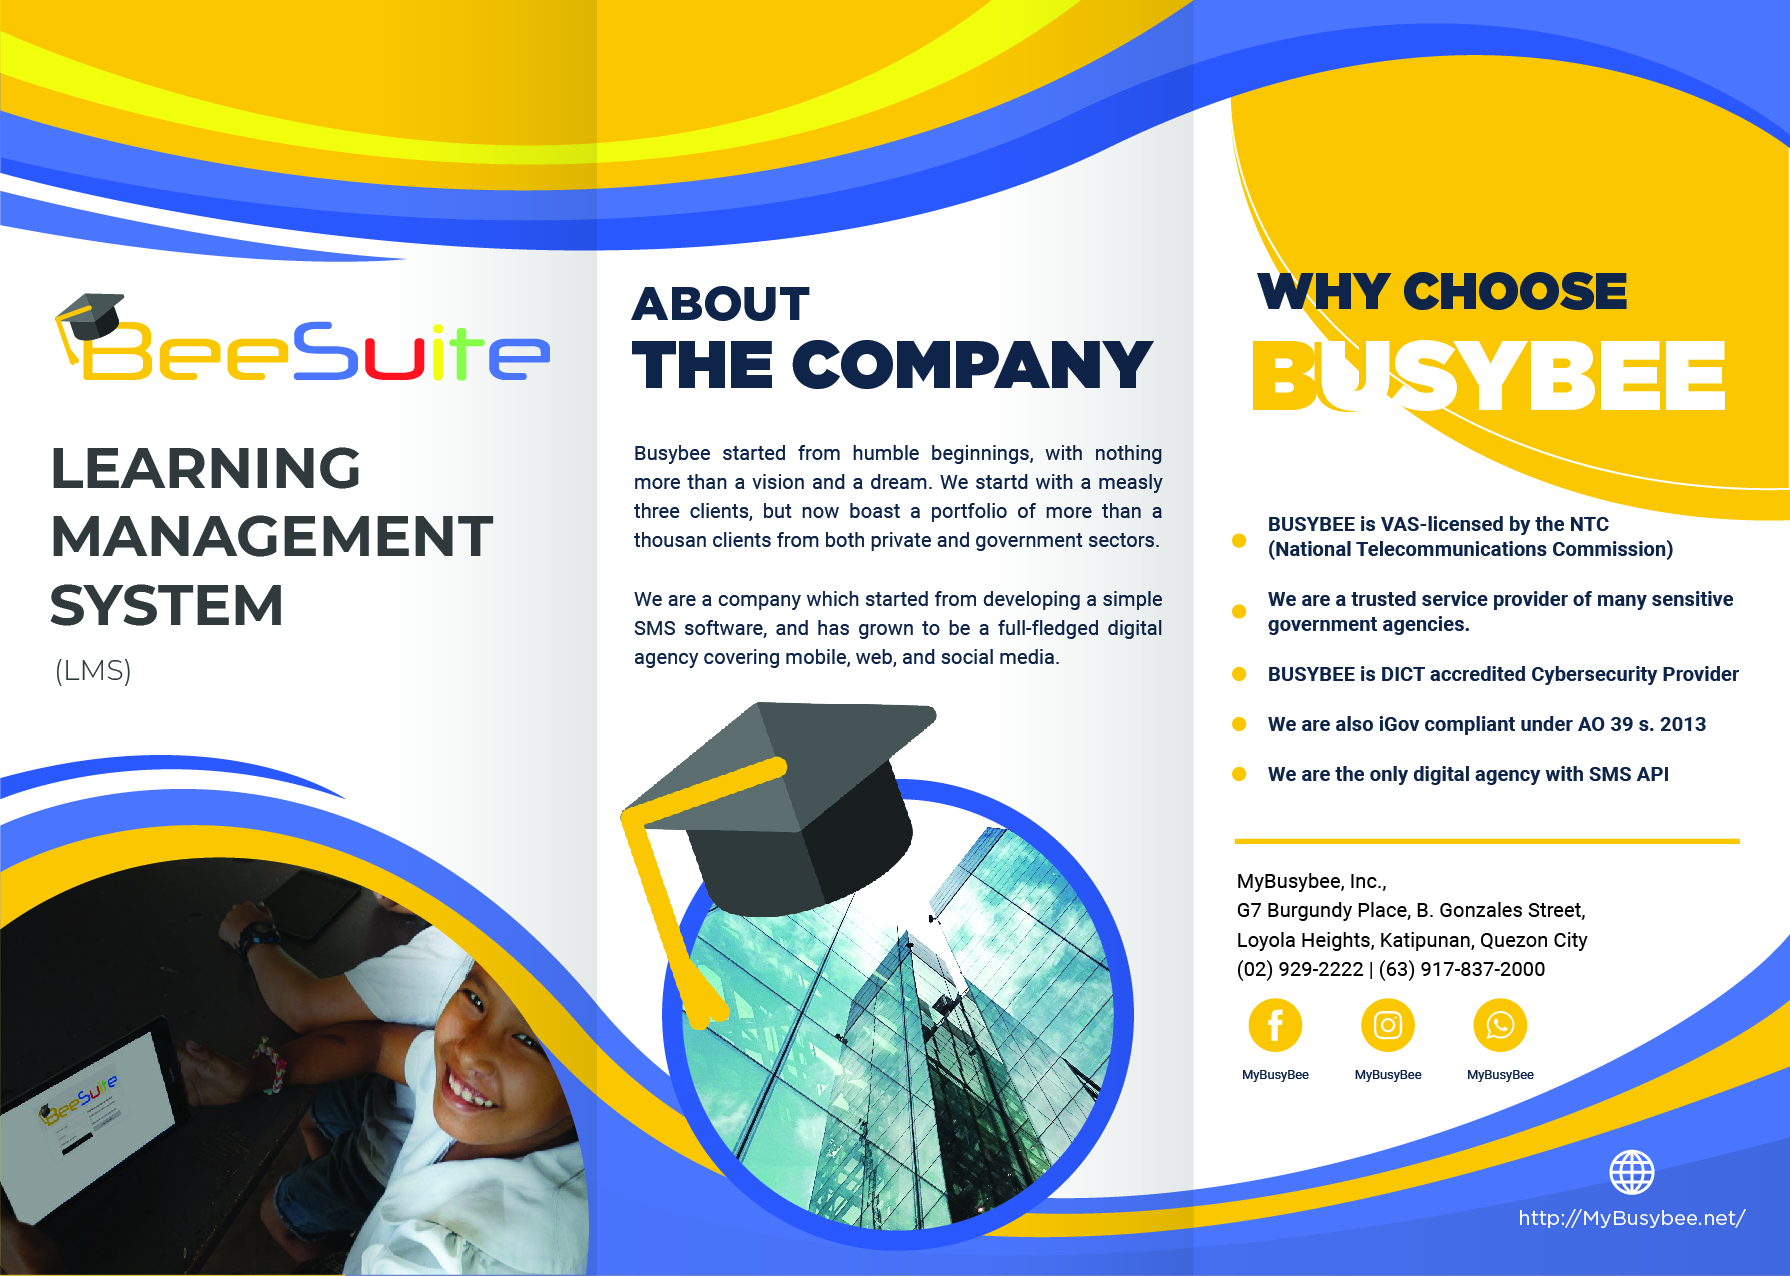 BeeSuite
LEARNING
MANAGEMENT
SYSTEM
(LMS)
BeeSuite
ABOUT
THE COMPANY
Busybee started from humble beginnings, with nothing
more than a vision and a dream. We startd with a measly
three clients, but now boast a portfolio of more than a
thousan clients from both private and government sectors.
We are a company which started from developing a simple
SMS software, and has grown to be a full-fledged digital
agency covering mobile, web, and social media.
WHY CHOOSE
BUSYBEE
BUSYBEE is VAS-licensed by the NTC
(National Telecommunications Commission)
We are a trusted service provider of many sensitive
government agencies.
BUSYBEE is DICT accredited Cybersecurity Provider
We are also iGov compliant under AO 39 s. 2013
We are the only digital agency with SMS API
MyBusybee, Inc.,
G7 Burgundy Place, B. Gonzales Street,
Loyola Heights, Katipunan, Quezon City
(02) 929-2222 | (63) 917-837-2000
MyBusyBee MyBusyBee MyBusyBee
http://MyBusybee.net/